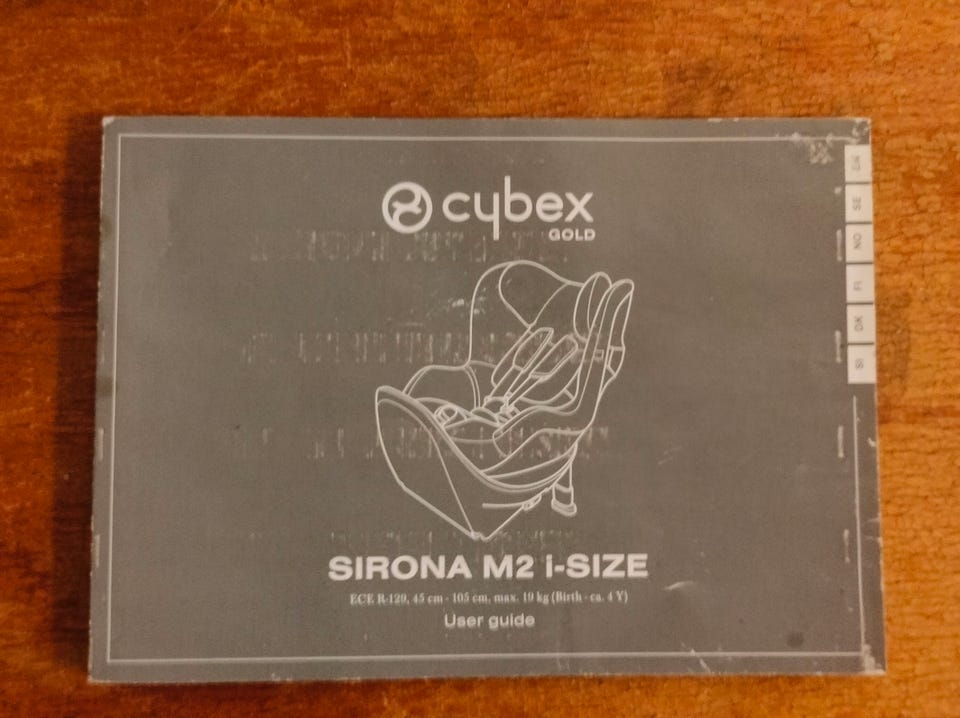 cybex
GOLD
EN
SE
NO
FI
DK
SI
SIRONA M2 i-SIZE
ECE R-129, 45 cm - 105 cm, max. 19 kg (Birth - ca. 4 Y)
User guide